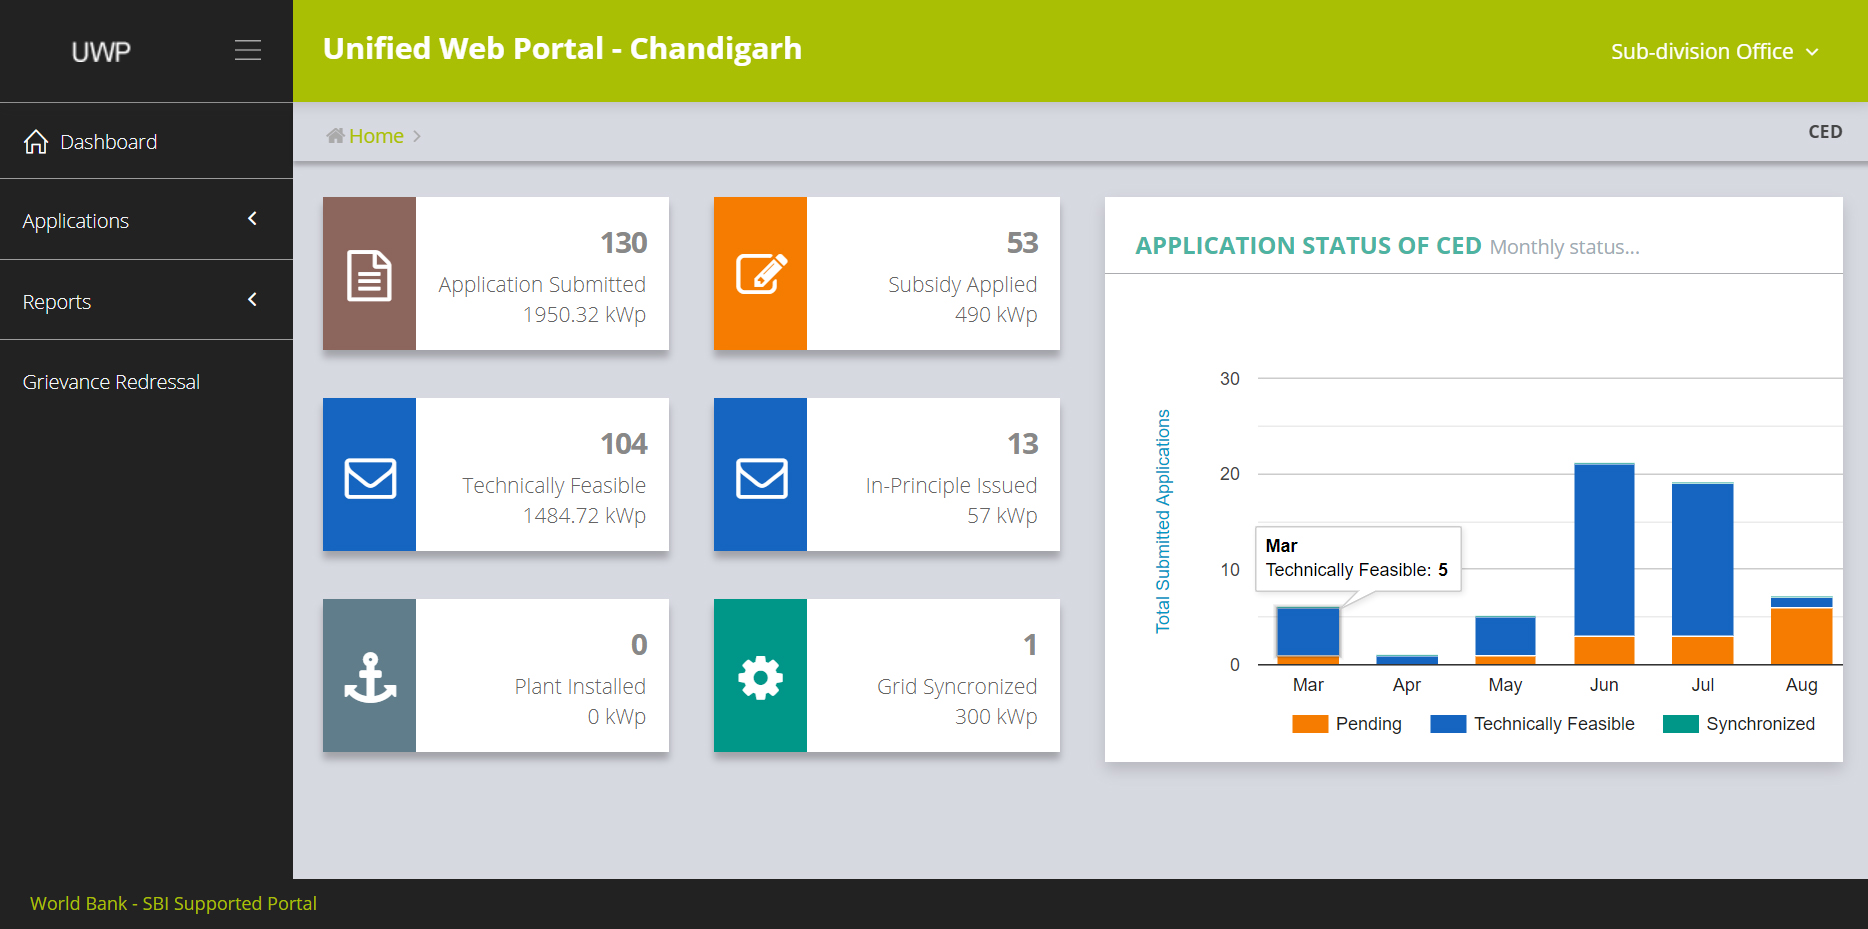 UWP
Unified Web Portal - Chandigarh
Sub-division Office
Dashboard
Applications
Reports
Grievance Redressal
Home
CED
130
Application Submitted
1950.32 kWp
53
Subsidy Applied
490 kWp
104
Technically Feasible
1484.72 kWp
13
In-Principle Issued
57 kWp
0
Plant Installed
0 kWp
1
Grid Syncronized
300 kWp
APPLICATION STATUS OF CED Monthly status...
Total Submitted Applications
30
20
10
0
Mar
Technically Feasible: 5
Mar Apr May Jun Jul Aug
Pending Technically Feasible Synchronized
World Bank - SBI Supported Portal